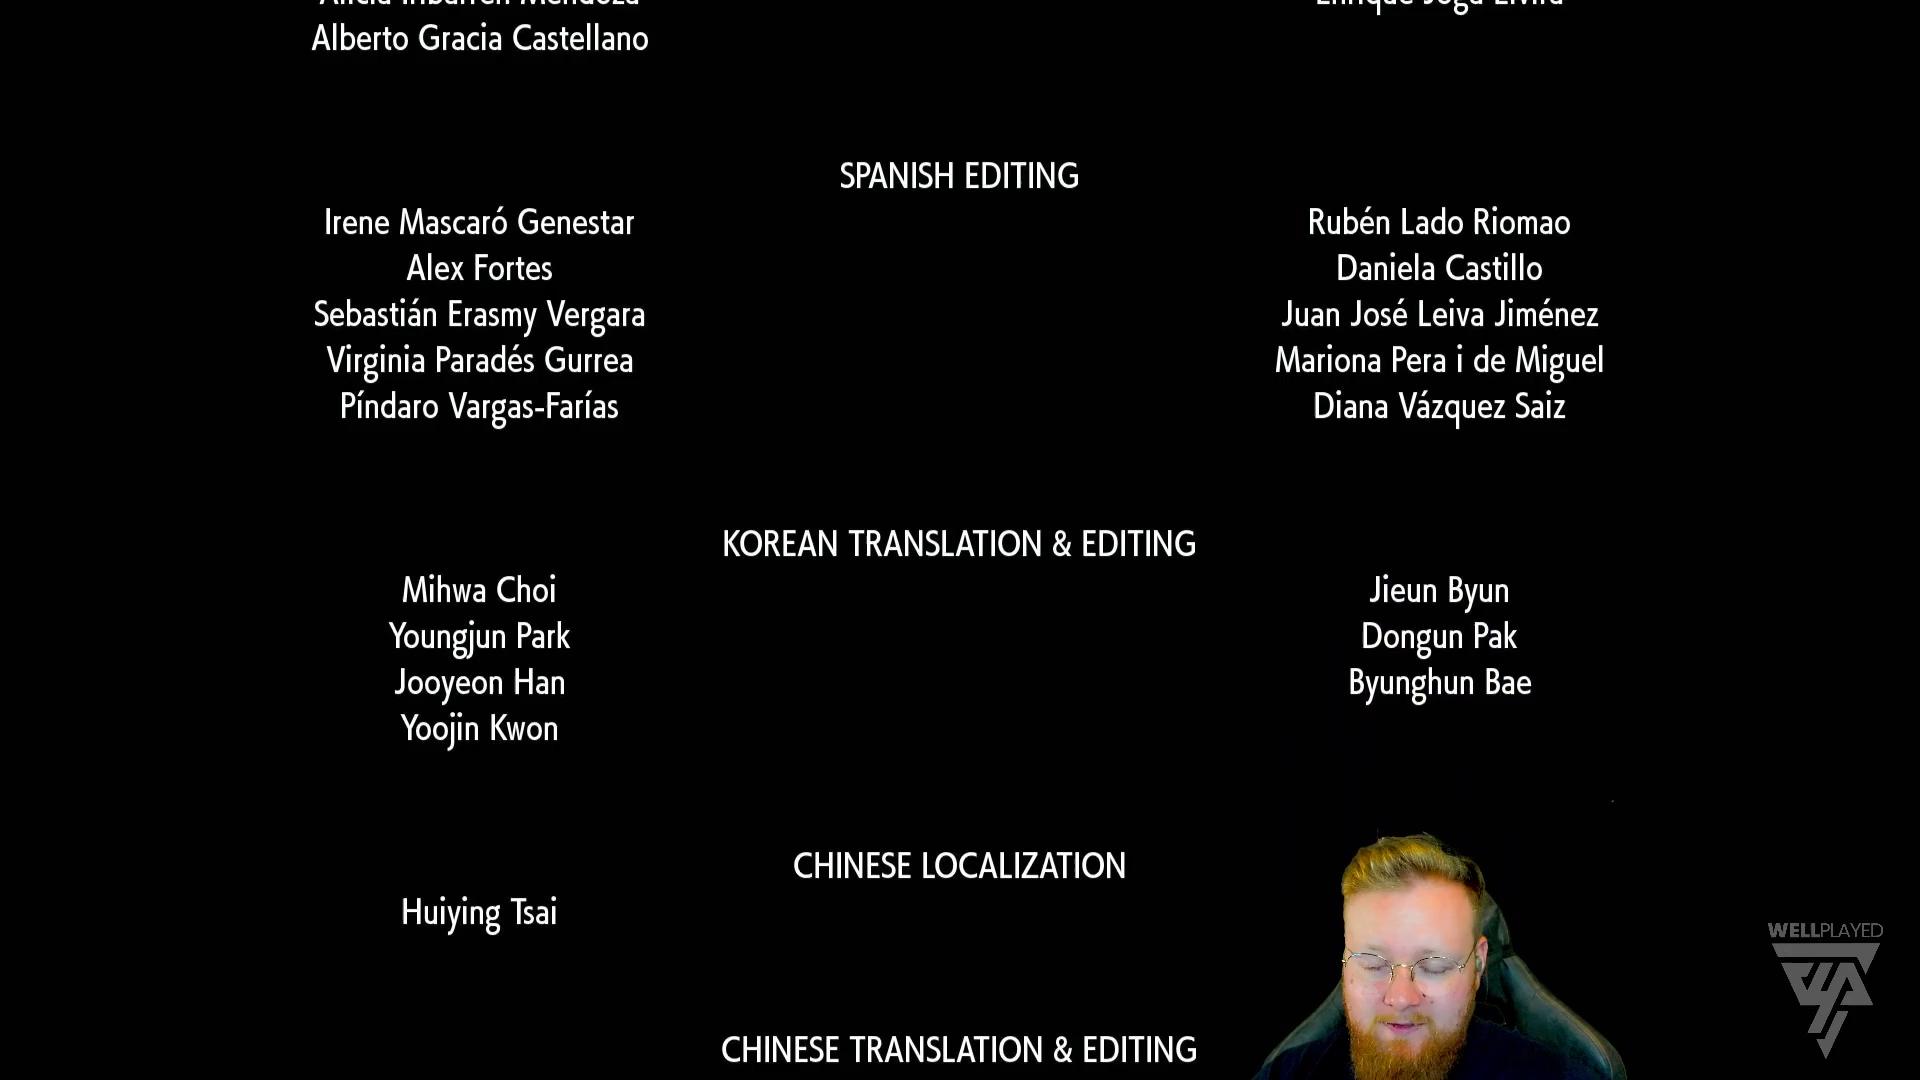 Alberto Gracia Castellano
SPANISH EDITING
Irene Mascaró Genestar
Rubén Lado Riomao
Alex Fortes
Daniela Castillo
Sebastián Erasmy Vergara
Juan José Leiva Jiménez
Virginia Paradés Gurrea
Mariona Pera i de Miguel
Píndaro Vargas-Farías
Diana Vázquez Saiz
KOREAN TRANSLATION & EDITING
Mihwa Choi
Jieun Byun
Youngjun Park
Dongun Pak
Jooyeon Han
Byunghun Bae
Yoojin Kwon
CHINESE LOCALIZATION
Huiying Tsai
WELLPLAYED
CHINESE TRANSLATION & EDITING